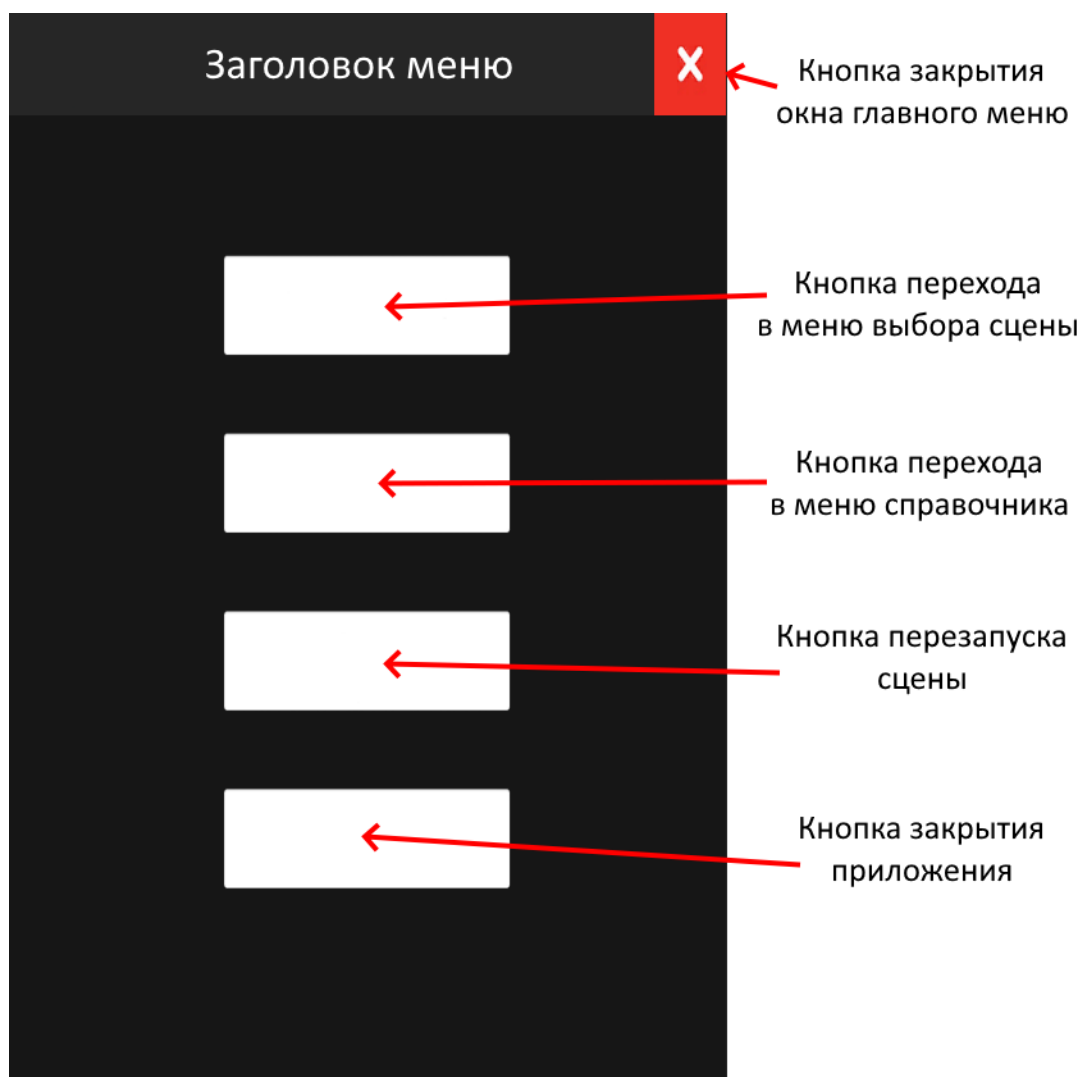 Заголовок меню
X
Кнопка закрытия
окна главного меню
Кнопка перехода
в меню выбора сцены
Кнопка перехода
в меню справочника
Кнопка перезапуска
сцены
Кнопка закрытия
приложения